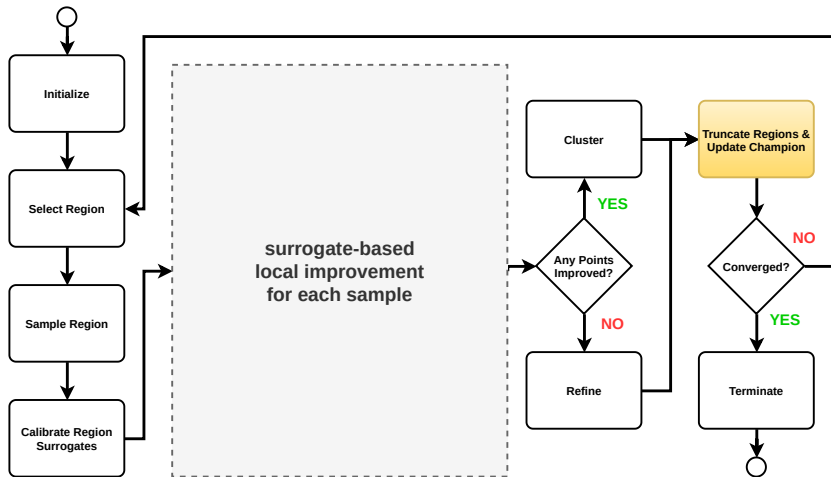 Initialize
Select Region
Sample Region
Calibrate Region
Surrogates
surrogate-based
local improvement
for each sample
Cluster
YES
Any Points
Improved?
NO
Refine
Truncate Regions &
Update Champion
NO
Converged?
YES
Terminate